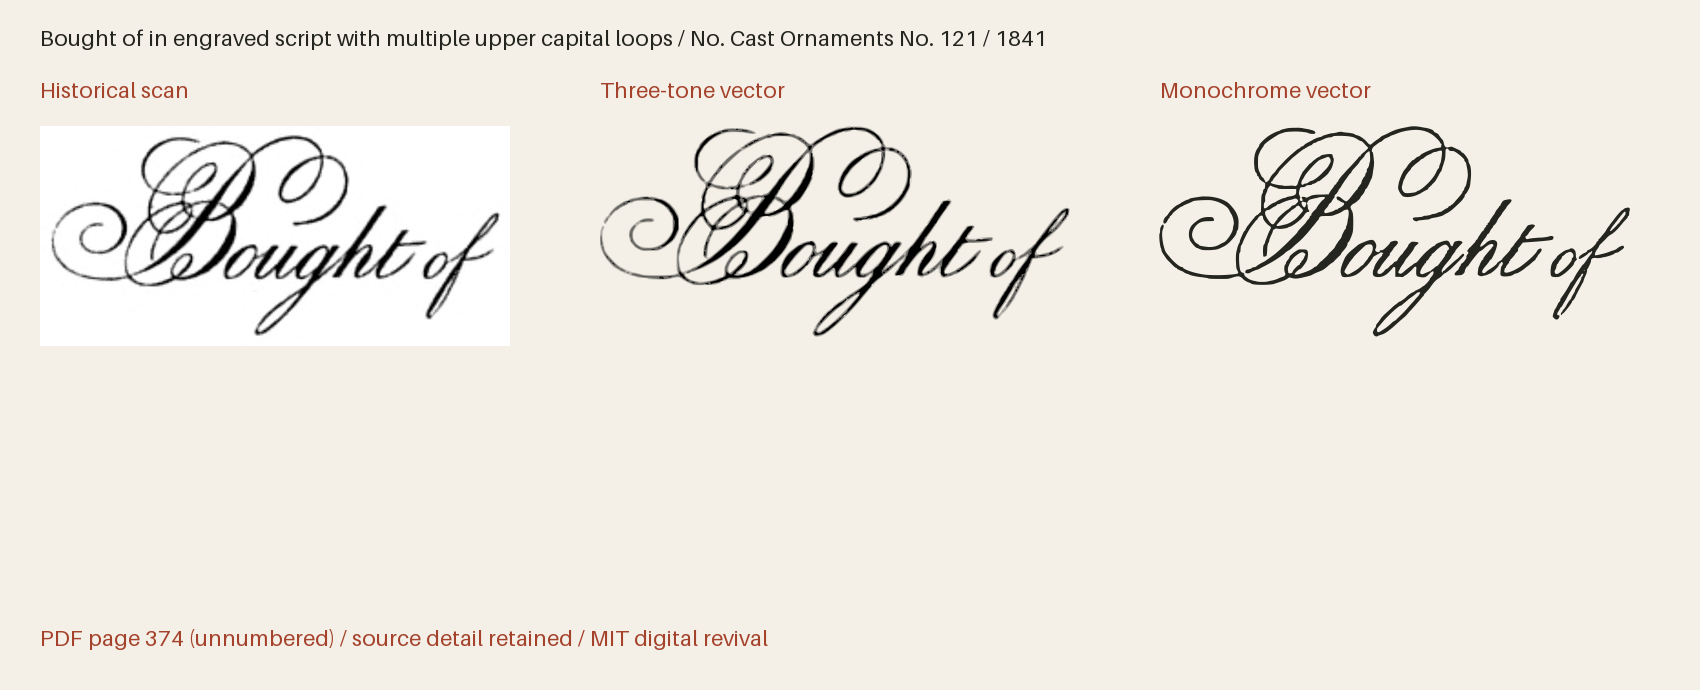 Bought of in engraved script with multiple upper capital loops / No. Cast Ornaments No. 121 / 1841
Historical scan
Three-tone vector
Monochrome vector
Bought of
Bought of
Bought of
PDF page 374 (unnumbered) / source detail retained / MIT digital revival